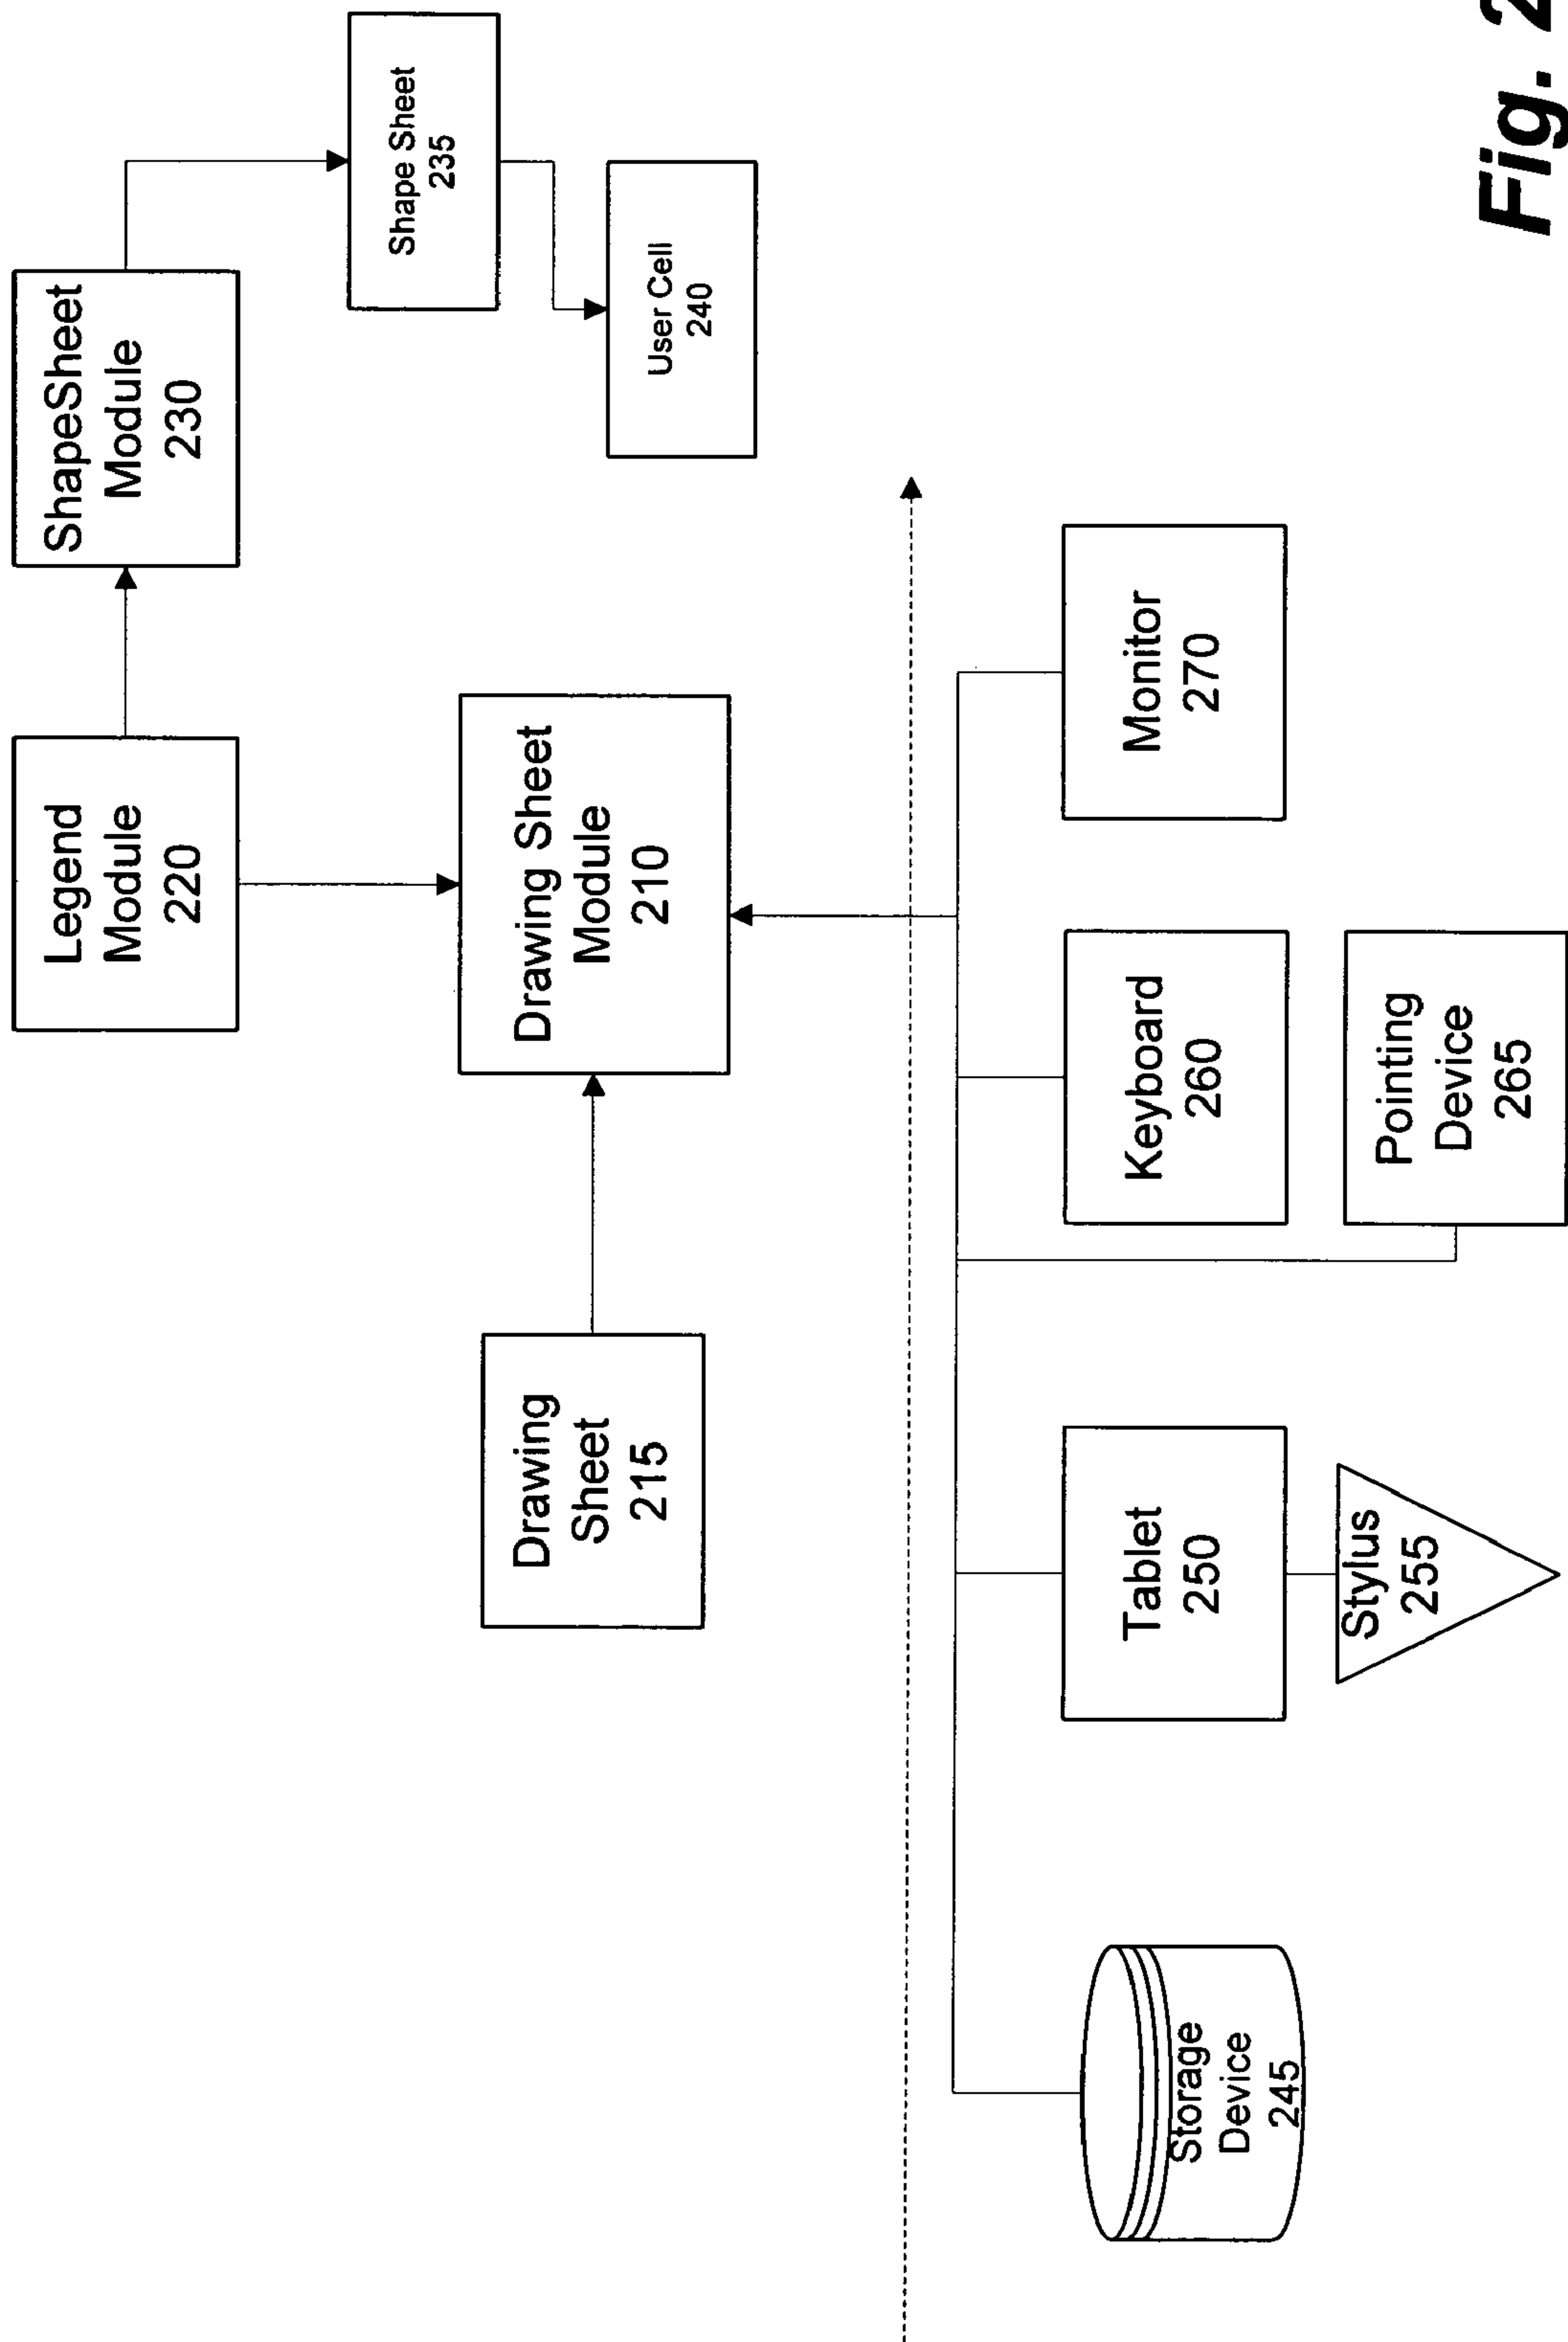 Legend
Module
220
ShapeSheet
Module
230
Shape Sheet
235
User Cell
240
Drawing
Sheet
215
Drawing Sheet
Module
210
Storage
Device
245
Tablet
250
Stylus
255
Keyboard
260
Pointing
Device
265
Monitor
270
Fig. 2